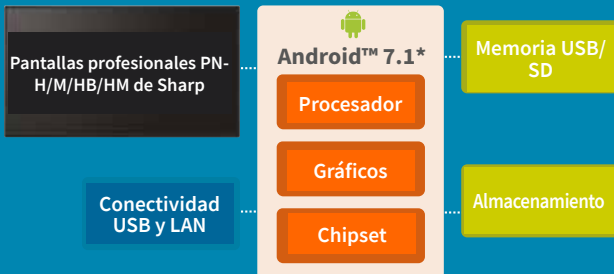 Pantallas profesionales PN-
H/M/HB/HM de Sharp
Android™ 7.1*
Procesador
Gráficos
Chipset
Memoria USB/
SD
Conectividad
USB y LAN
Almacenamiento